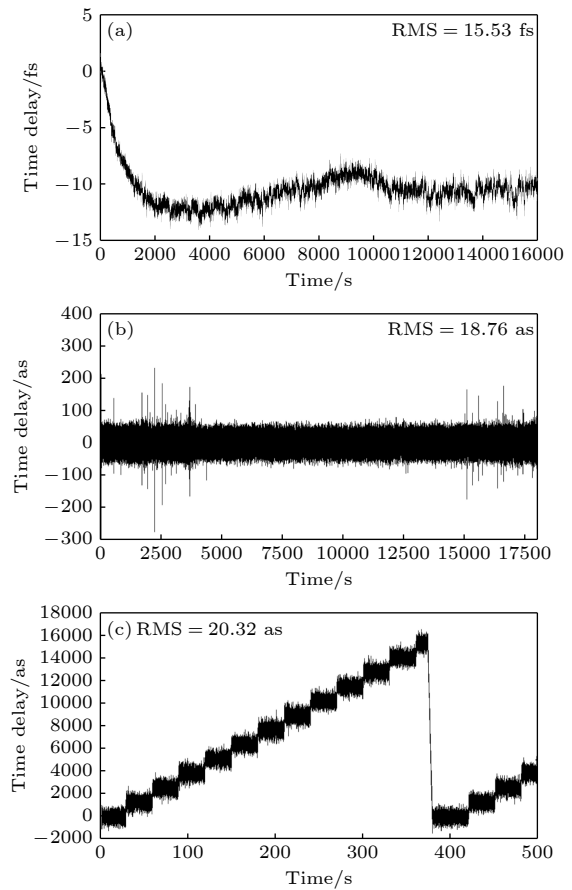 5
(a)
RMS = 15.53 fs
0
−5
−10
−15
Time delay/fs
0 2000 4000 6000 8000 10000 12000 14000 16000
Time/s
400
(b)
RMS = 18.76 as
300
200
100
0
−100
−200
−300
Time delay/as
0 2500 5000 7500 10000 12500 15000 17500
Time/s
18000
(c) RMS = 20.32 as
16000
14000
12000
10000
8000
6000
4000
2000
0
−2000
Time delay/as
0 100 200 300 400 500
Time/s